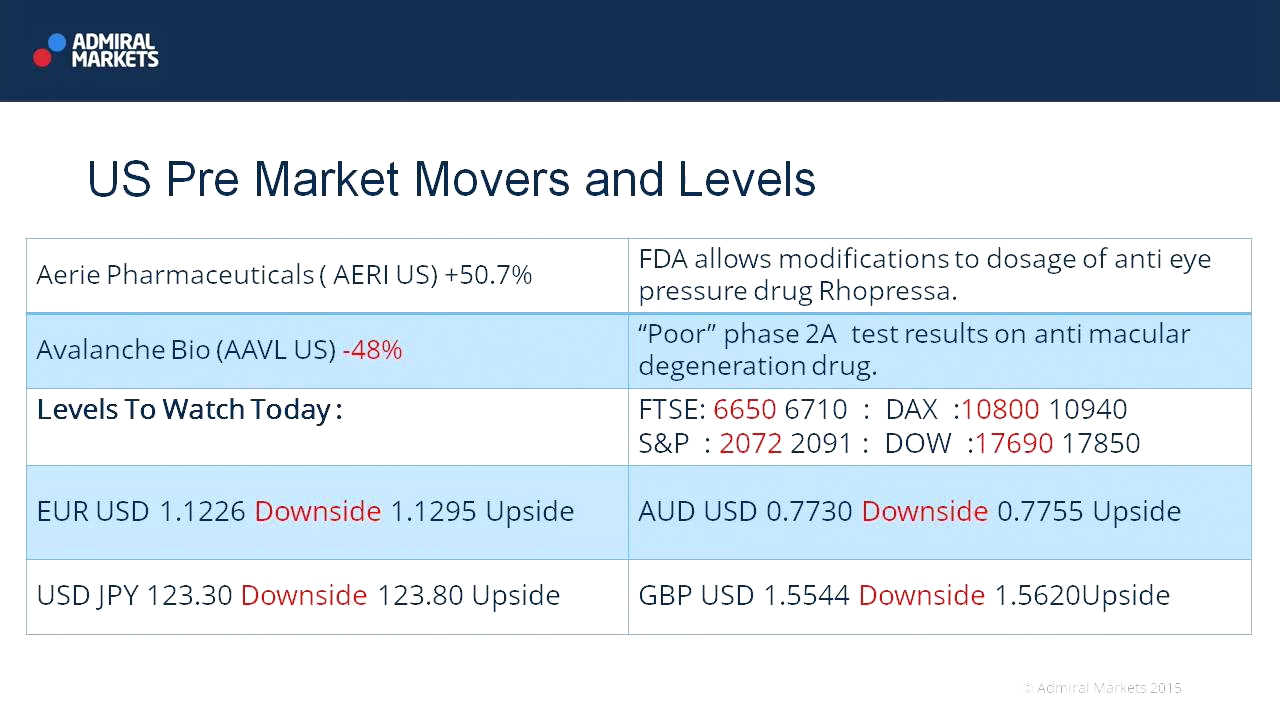 ADMIRAL
MARKETS
US Pre Market Movers and Levels
Aerie Pharmaceuticals ( AERI US) +50.7%
FDA allows modifications to dosage of anti eye
pressure drug Rhopressa.
Avalanche Bio (AAVL US) -48%
“Poor” phase 2A test results on anti macular
degeneration drug.
Levels To Watch Today :
FTSE: 6650 6710 : DAX :10800 10940
S&P : 2072 2091 : DOW :17690 17850
EUR USD 1.1226 Downside 1.1295 Upside
AUD USD 0.7730 Downside 0.7755 Upside
USD JPY 123.30 Downside 123.80 Upside
GBP USD 1.5544 Downside 1.5620Upside
© Admiral Markets 2015